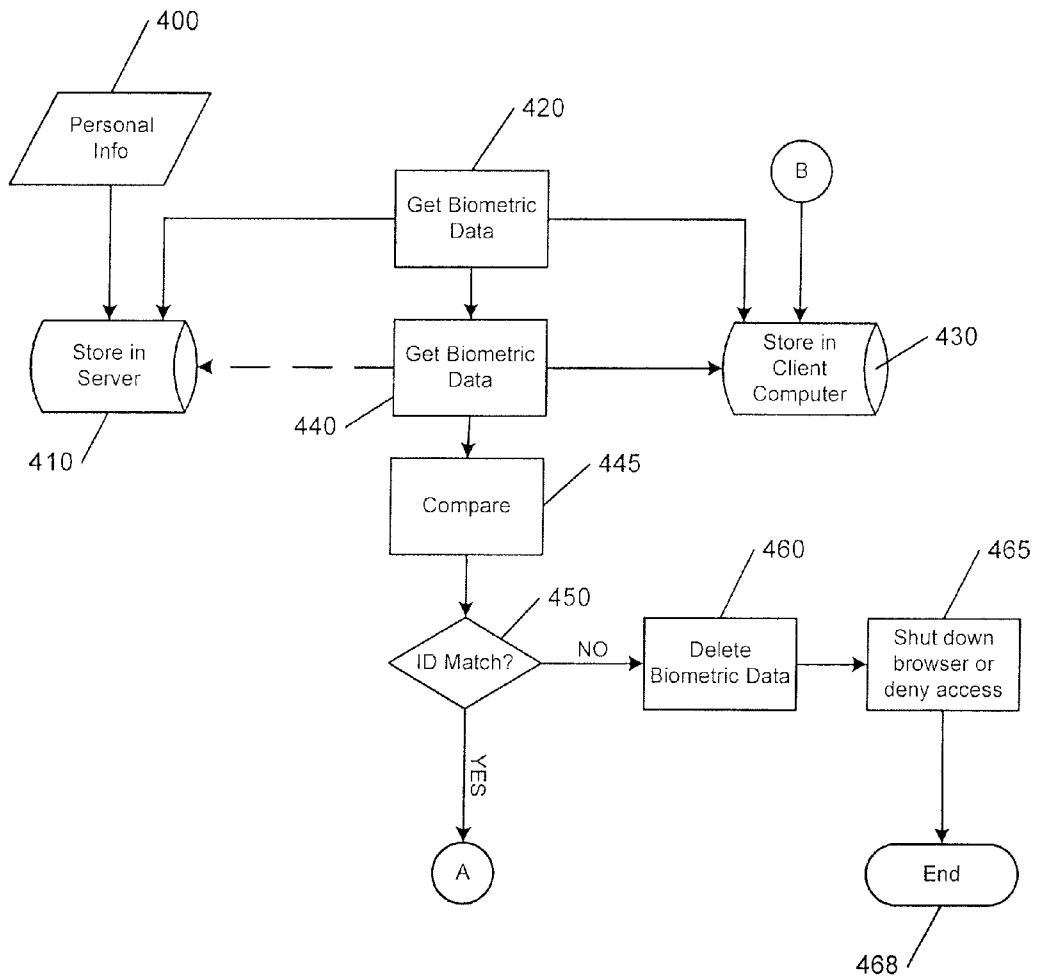 400
Personal
Info
420
Get Biometric
Data
B
Store in
Server
410
Get Biometric
Data
440
Store in
Client
Computer
430
Compare
445
ID Match?
450
NO
YES
Delete
Biometric Data
460
Shut down
browser or
deny access
465
A
End
468